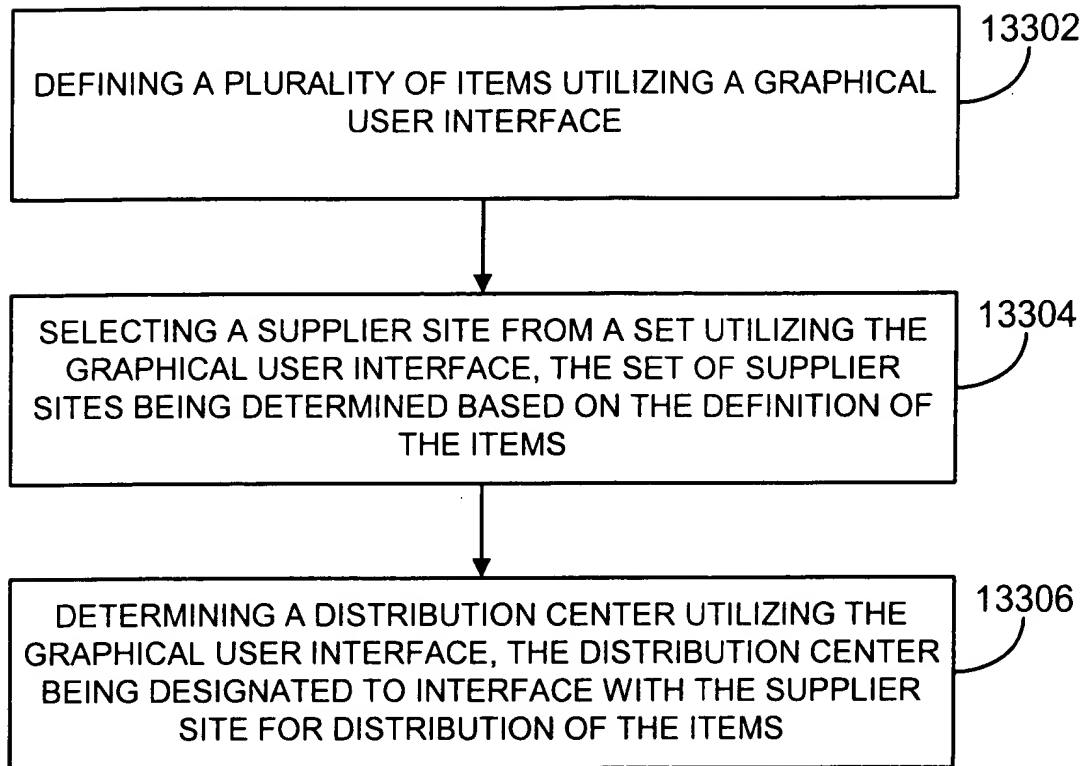 13302
DEFINING A PLURALITY OF ITEMS UTILIZING A GRAPHICAL
USER INTERFACE
13304
SELECTING A SUPPLIER SITE FROM A SET UTILIZING THE
GRAPHICAL USER INTERFACE, THE SET OF SUPPLIER
SITES BEING DETERMINED BASED ON THE DEFINITION OF
THE ITEMS
13306
DETERMINING A DISTRIBUTION CENTER UTILIZING THE
GRAPHICAL USER INTERFACE, THE DISTRIBUTION CENTER
BEING DESIGNATED TO INTERFACE WITH THE SUPPLIER
SITE FOR DISTRIBUTION OF THE ITEMS